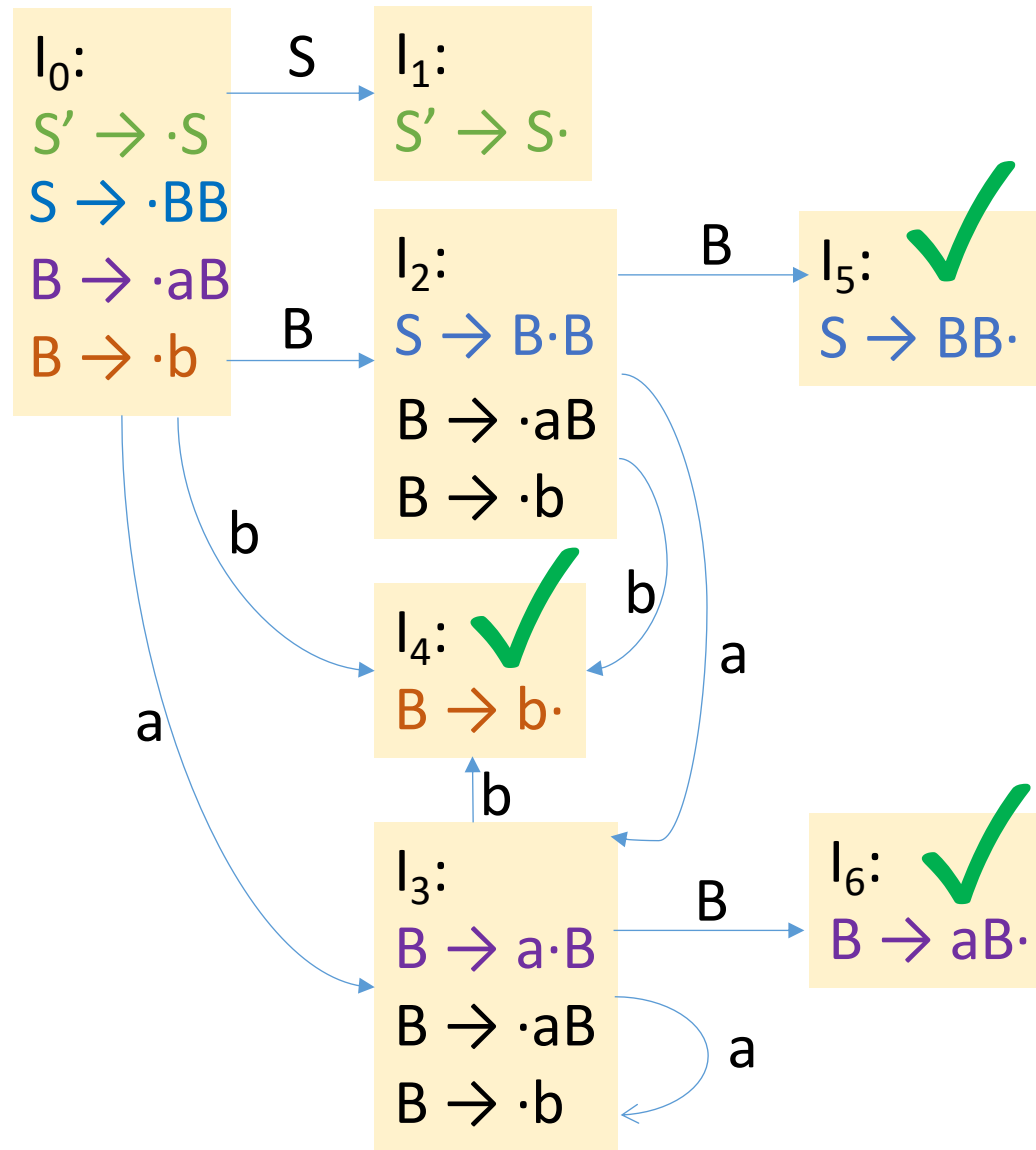 I₀:
S' → ·S
S → ·BB
B → ·aB
B → ·b
S
I₁:
S' → S·
B
I₂:
S → B·B
B → ·aB
B → ·b
B
I₅:
S → BB·
b
a
b
a
I₄:
B → b·
b
I₃:
B → a·B
B → ·aB
B → ·b
B
a
I₆:
B → aB·